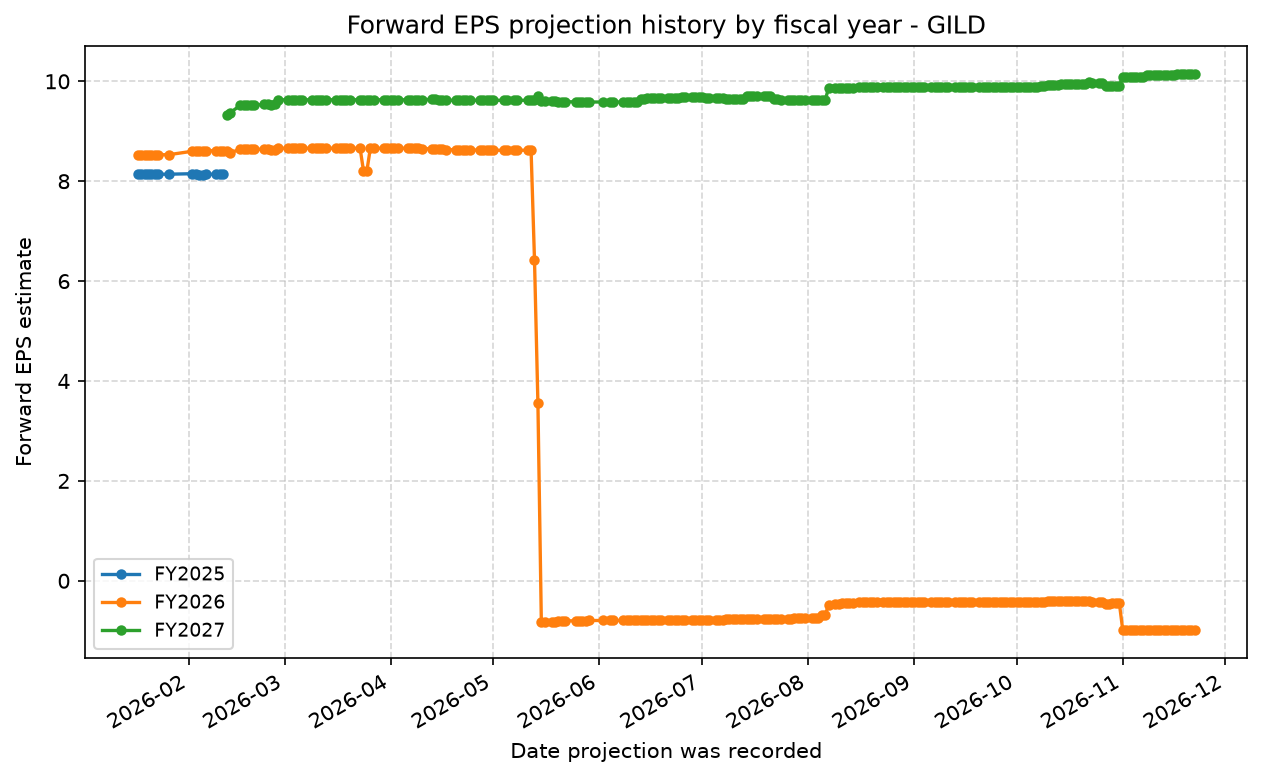 Forward EPS projection history by fiscal year - GILD
Forward EPS estimate
10
8
6
4
2
0
FY2025
FY2026
FY2027
2026-02
2026-03
2026-04
2026-05
2026-06
2026-07
2026-08
2026-09
2026-10
2026-11
2026-12
Date projection was recorded